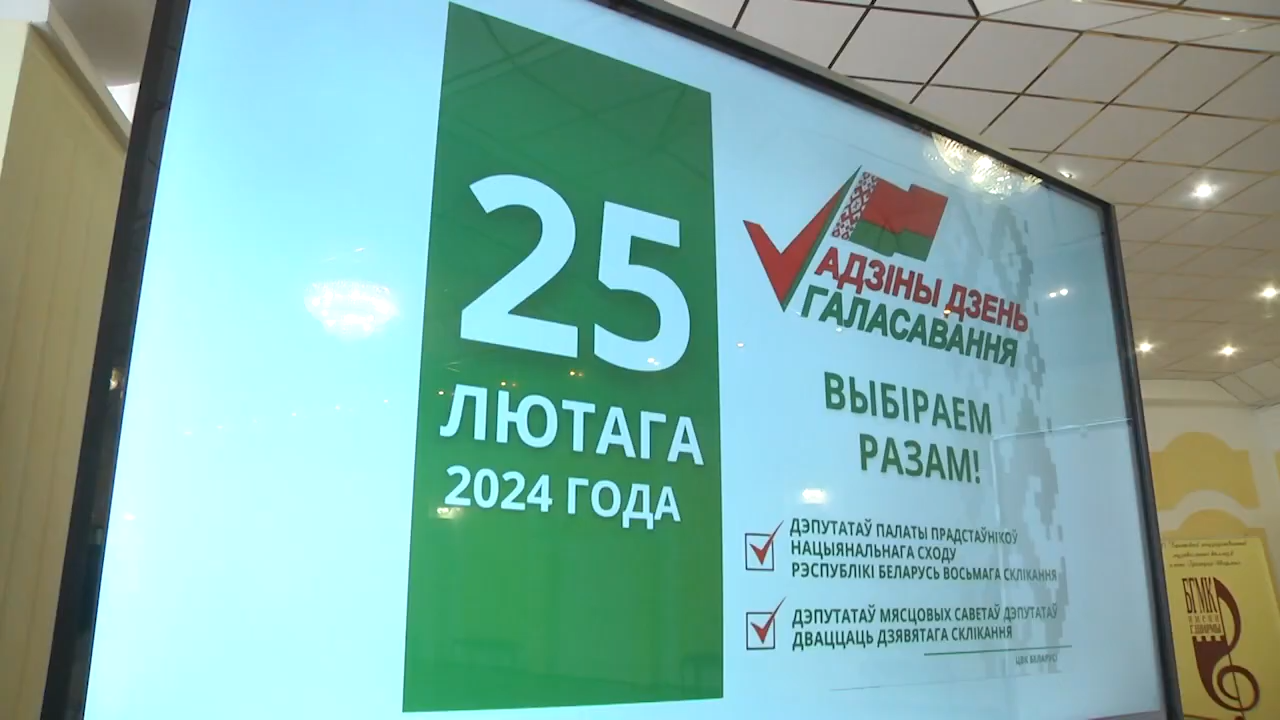 25
ЛЮТАГА
2024 ГОДА
АДЗІНЫ ДЗЕНЬ
ГАЛАСАВАННЯ
ВЫБІРАЕМ
РАЗАМ!
ДЭПУТАТАЎ ПАЛАТЫ ПРАДСТАЎНІКОЎ
НАЦЫЯНАЛЬНАГА СХОДУ
РЭСПУБЛІКІ БЕЛАРУСЬ ВОСЬМАГА СКЛІКАННЯ
ДЭПУТАТАЎ МЯСЦОВЫХ САВЕТАЎ ДЭПУТАТАЎ
ДВАЦЦАЦЬ ДЗЯВЯТАГА СКЛІКАННЯ
ЦВК БЕЛАРУСІ
БГМК